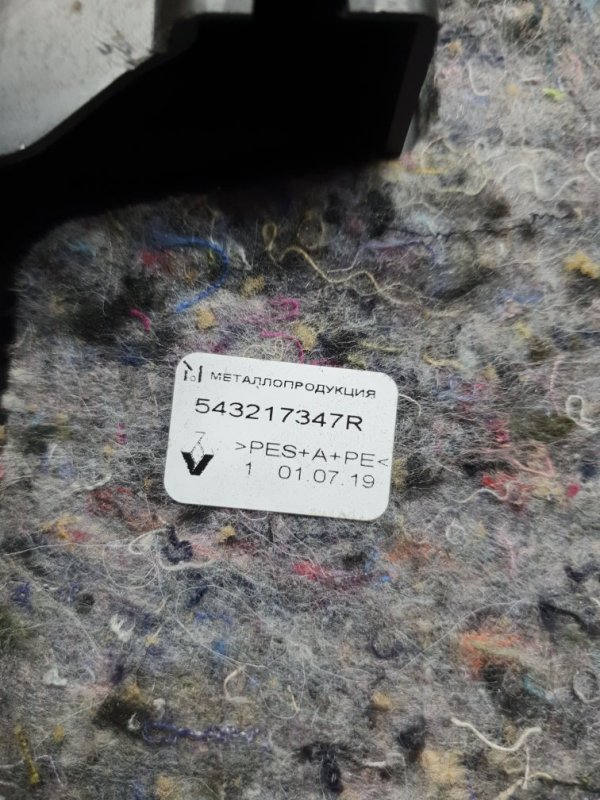 МЕТАЛЛОПРОДУКЦИЯ
543217347R
>PES+A+PE<
1 01.07.19